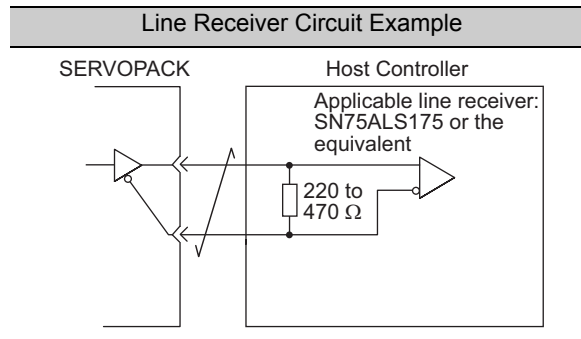 Line Receiver Circuit Example
SERVOPACK
Host Controller
Applicable line receiver:
SN75ALS175 or the
equivalent
220 to
470 Ω